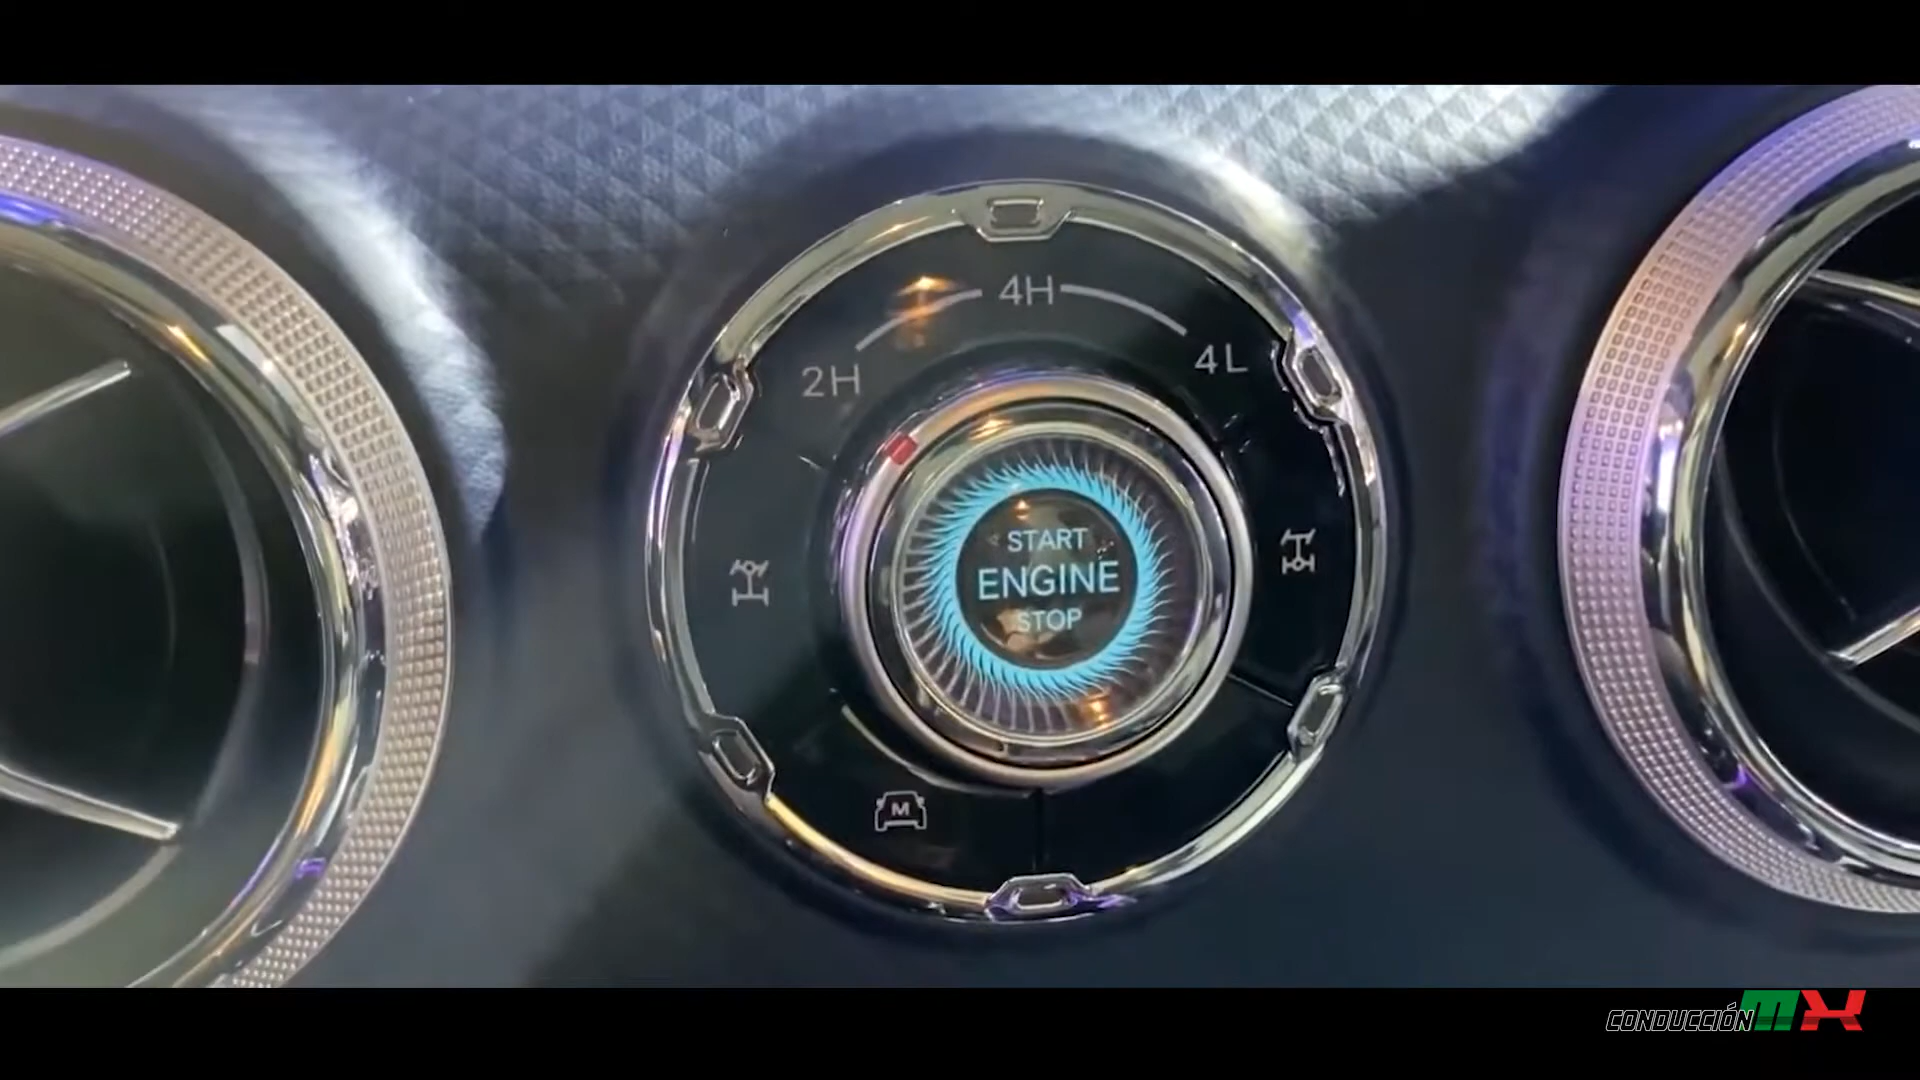 4H
2H
4L
START
ENGINE
STOP
M
CONDUCCIÓN MX